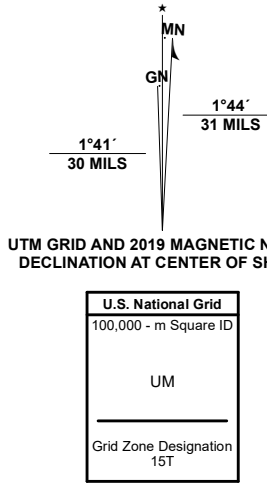 ★
MN
GN
1°44´
31 MILS
1°41´
30 MILS
UTM GRID AND 2019 MAGNETIC
DECLINATION AT CENTER OF
U.S. National Grid
100,000 - m Square ID
UM
Grid Zone Designation
15T